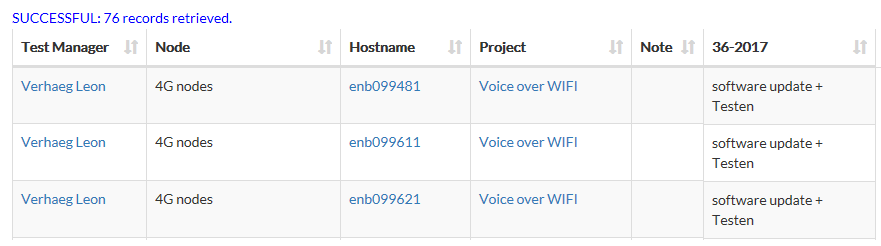 SUCCESSFUL: 76 records retrieved.
Test Manager Node Hostname Project Note 36-2017
Verhaeg Leon 4G nodes enb099481 Voice over WIFI software update +
Testen
Verhaeg Leon 4G nodes enb099611 Voice over WIFI software update +
Testen
Verhaeg Leon 4G nodes enb099621 Voice over WIFI software update +
Testen